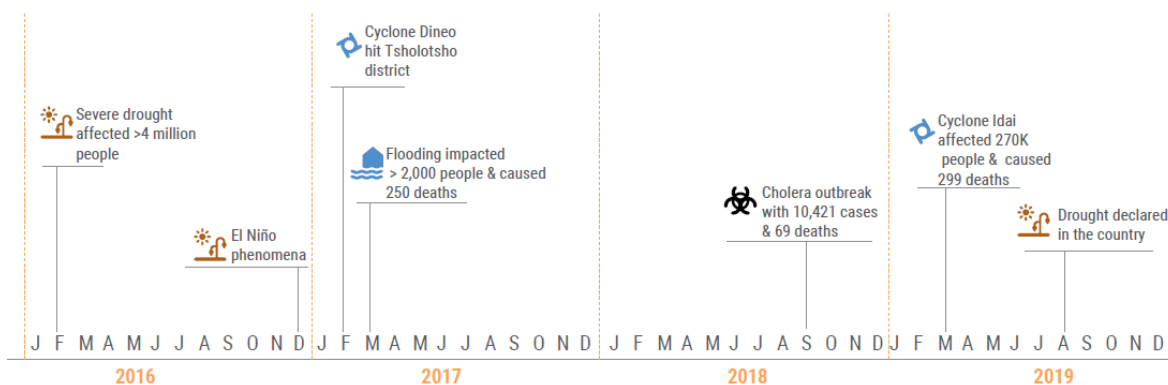 Severe drought
affected >4 million
people
El Niño
phenomena
Cyclone Dineo
hit Tsholotsho
district
Flooding impacted
> 2,000 people & caused
250 deaths
Cholera outbreak
with 10,421 cases
& 69 deaths
Cyclone Idai
affected 270K
people & caused
299 deaths
Drought declared
in the country
J F M A M J J A S O N D J F M A M J J A S O N D J F M A M J J A S O N D J F M A M J J A S O N D
2016 2017 2018 2019